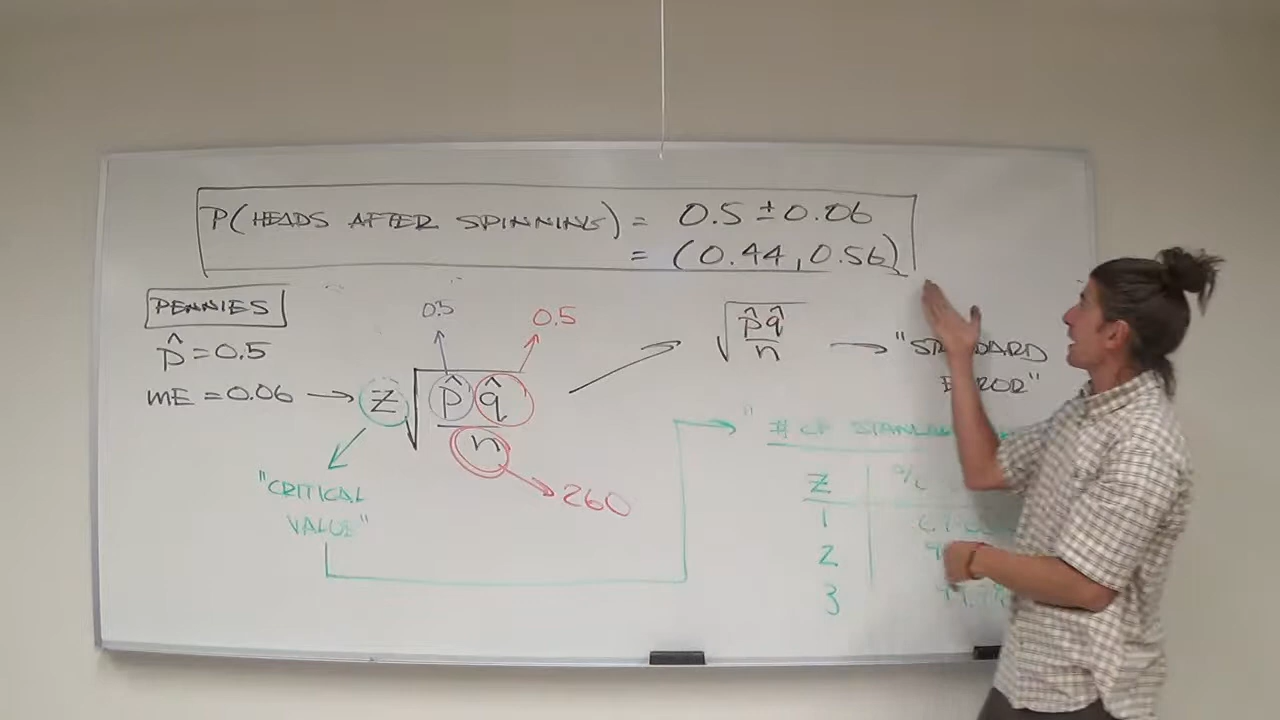 P(HEADS AFTER SPINNING) = 0.5 ± 0.06
= (0.44, 0.56)
PENNIES
p̂ = 0.5
ME = 0.06 → z √(p̂ q̂ / n)
0.5
0.5
260
"CRITICAL
VALUE"
√(p̂ q̂ / n) → "STANDARD
ERROR"
" # OF
Z %
1
2
3